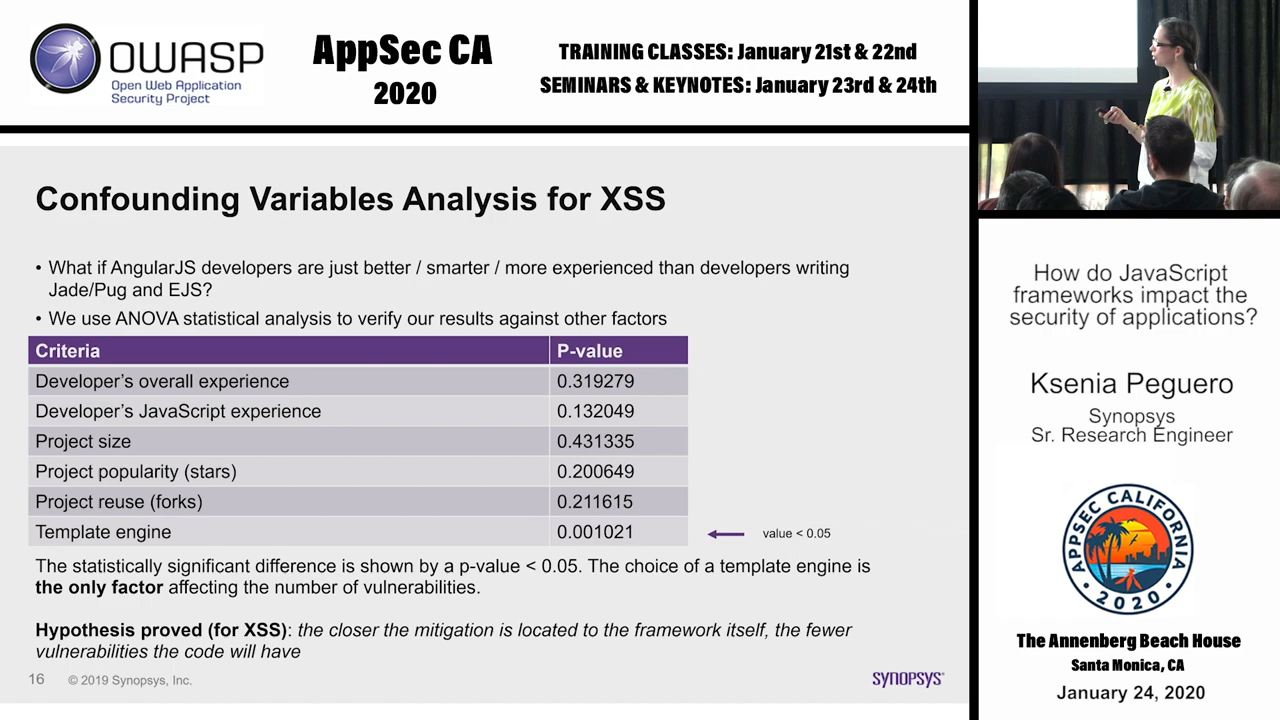 OWASP
Open Web Application
Security Project
AppSec CA
2020
TRAINING CLASSES: January 21st & 22nd
SEMINARS & KEYNOTES: January 23rd & 24th
Confounding Variables Analysis for XSS
• What if AngularJS developers are just better / smarter / more experienced than developers writing
Jade/Pug and EJS?
• We use ANOVA statistical analysis to verify our results against other factors
Criteria P-value
Developer's overall experience 0.319279
Developer's JavaScript experience 0.132049
Project size 0.431335
Project popularity (stars) 0.200649
Project reuse (forks) 0.211615
Template engine 0.001021
value < 0.05
The statistically significant difference is shown by a p-value < 0.05. The choice of a template engine is
the only factor affecting the number of vulnerabilities.
Hypothesis proved (for XSS): the closer the mitigation is located to the framework itself, the fewer
vulnerabilities the code will have
16 © 2019 Synopsys, Inc.
SYNOPSYS®
How do JavaScript
frameworks impact the
security of applications?
Ksenia Peguero
Synopsys
Sr. Research Engineer
APPSEC CALIFORNIA
• 2020 •
The Annenberg Beach House
Santa Monica, CA
January 24, 2020